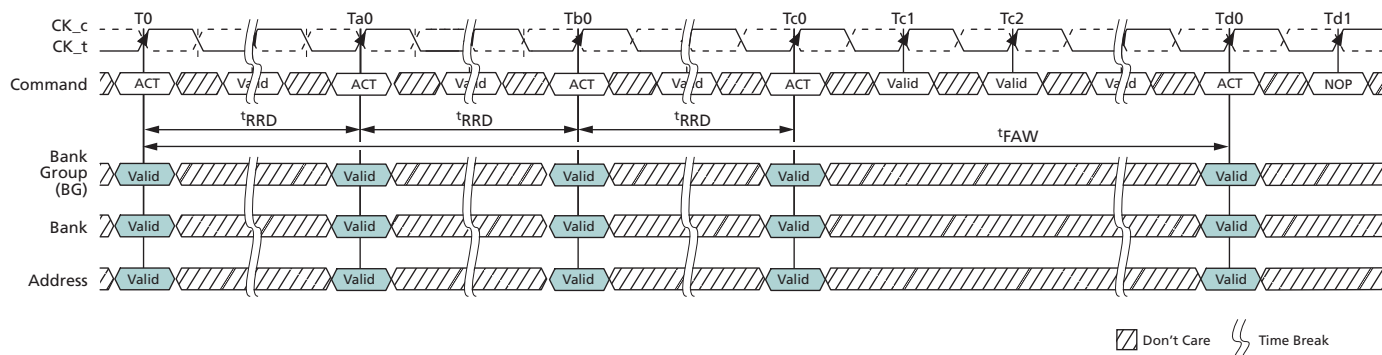 T0 Ta0 Tb0 Tc0 Tc1 Tc2 Td0 Td1
CK_c
CK_t
Command ACT Valid ACT Valid ACT Valid ACT Valid Valid Valid ACT NOP
tRRD tRRD tRRD
tFAW
Bank
Group
(BG)
Valid Valid Valid Valid Valid
Bank Valid Valid Valid Valid Valid
Address Valid Valid Valid Valid Valid
Don't Care Time Break